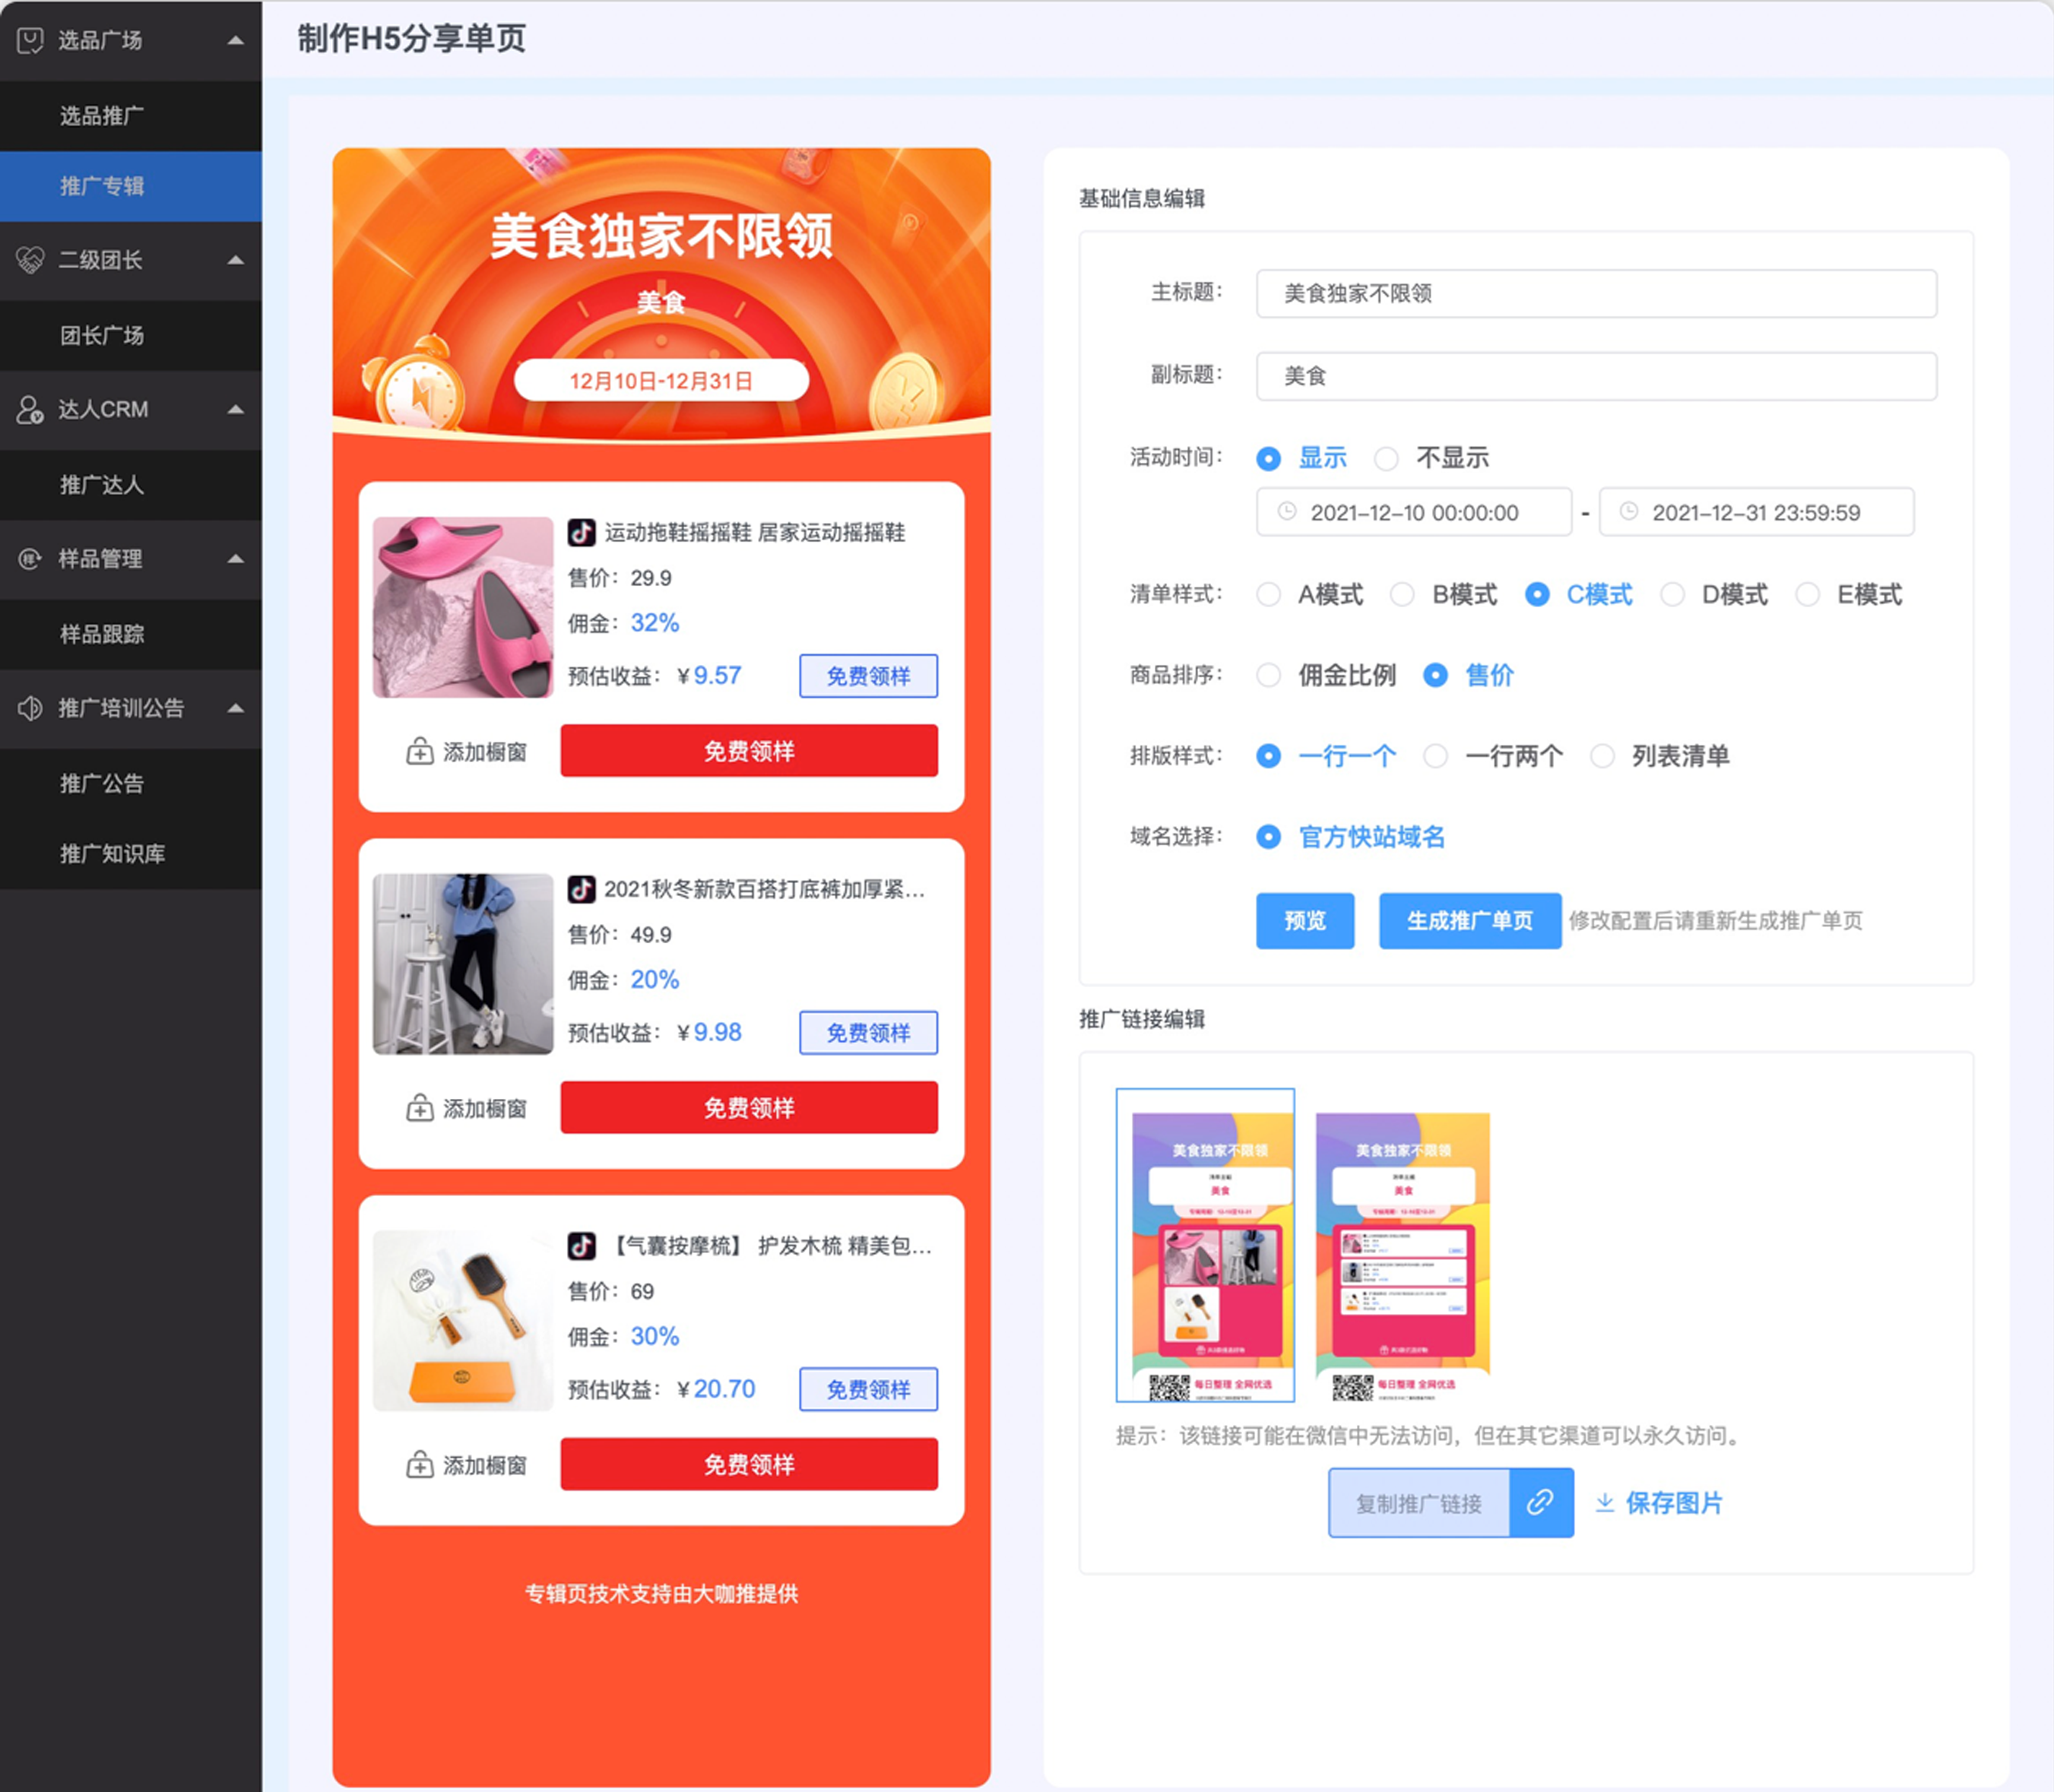 选品广场
选品推广
推广专辑
二级团长
团长广场
达人CRM
推广达人
样品管理
样品跟踪
推广培训公告
推广公告
推广知识库
制作H5分享单页
美食独家不限领
美食
12月10日-12月31日
运动拖鞋摇摇鞋 居家运动摇摇鞋
售价：29.9
佣金：32%
预估收益：￥9.57 免费领样
添加橱窗 免费领样
2021秋冬新款百搭打底裤加厚紧...
售价：49.9
佣金：20%
预估收益：￥9.98 免费领样
添加橱窗 免费领样
【气囊按摩梳】 护发木梳 精美包...
售价：69
佣金：30%
预估收益：￥20.70 免费领样
添加橱窗 免费领样
专辑页技术支持由大咖推提供
基础信息编辑
主标题： 美食独家不限领
副标题： 美食
活动时间： 显示 不显示
2021-12-10 00:00:00 - 2021-12-31 23:59:59
清单样式： A模式 B模式 C模式 D模式 E模式
商品排序： 佣金比例 售价
排版样式： 一行一个 一行两个 列表清单
域名选择： 官方快站域名
预览 生成推广单页 修改配置后请重新生成推广单页
推广链接编辑
美食独家不限领 美食独家不限领
美食 美食
每日整理 全网优选 每日整理 全网优选
提示：该链接可能在微信中无法访问，但在其它渠道可以永久访问。
复制推广链接 保存图片